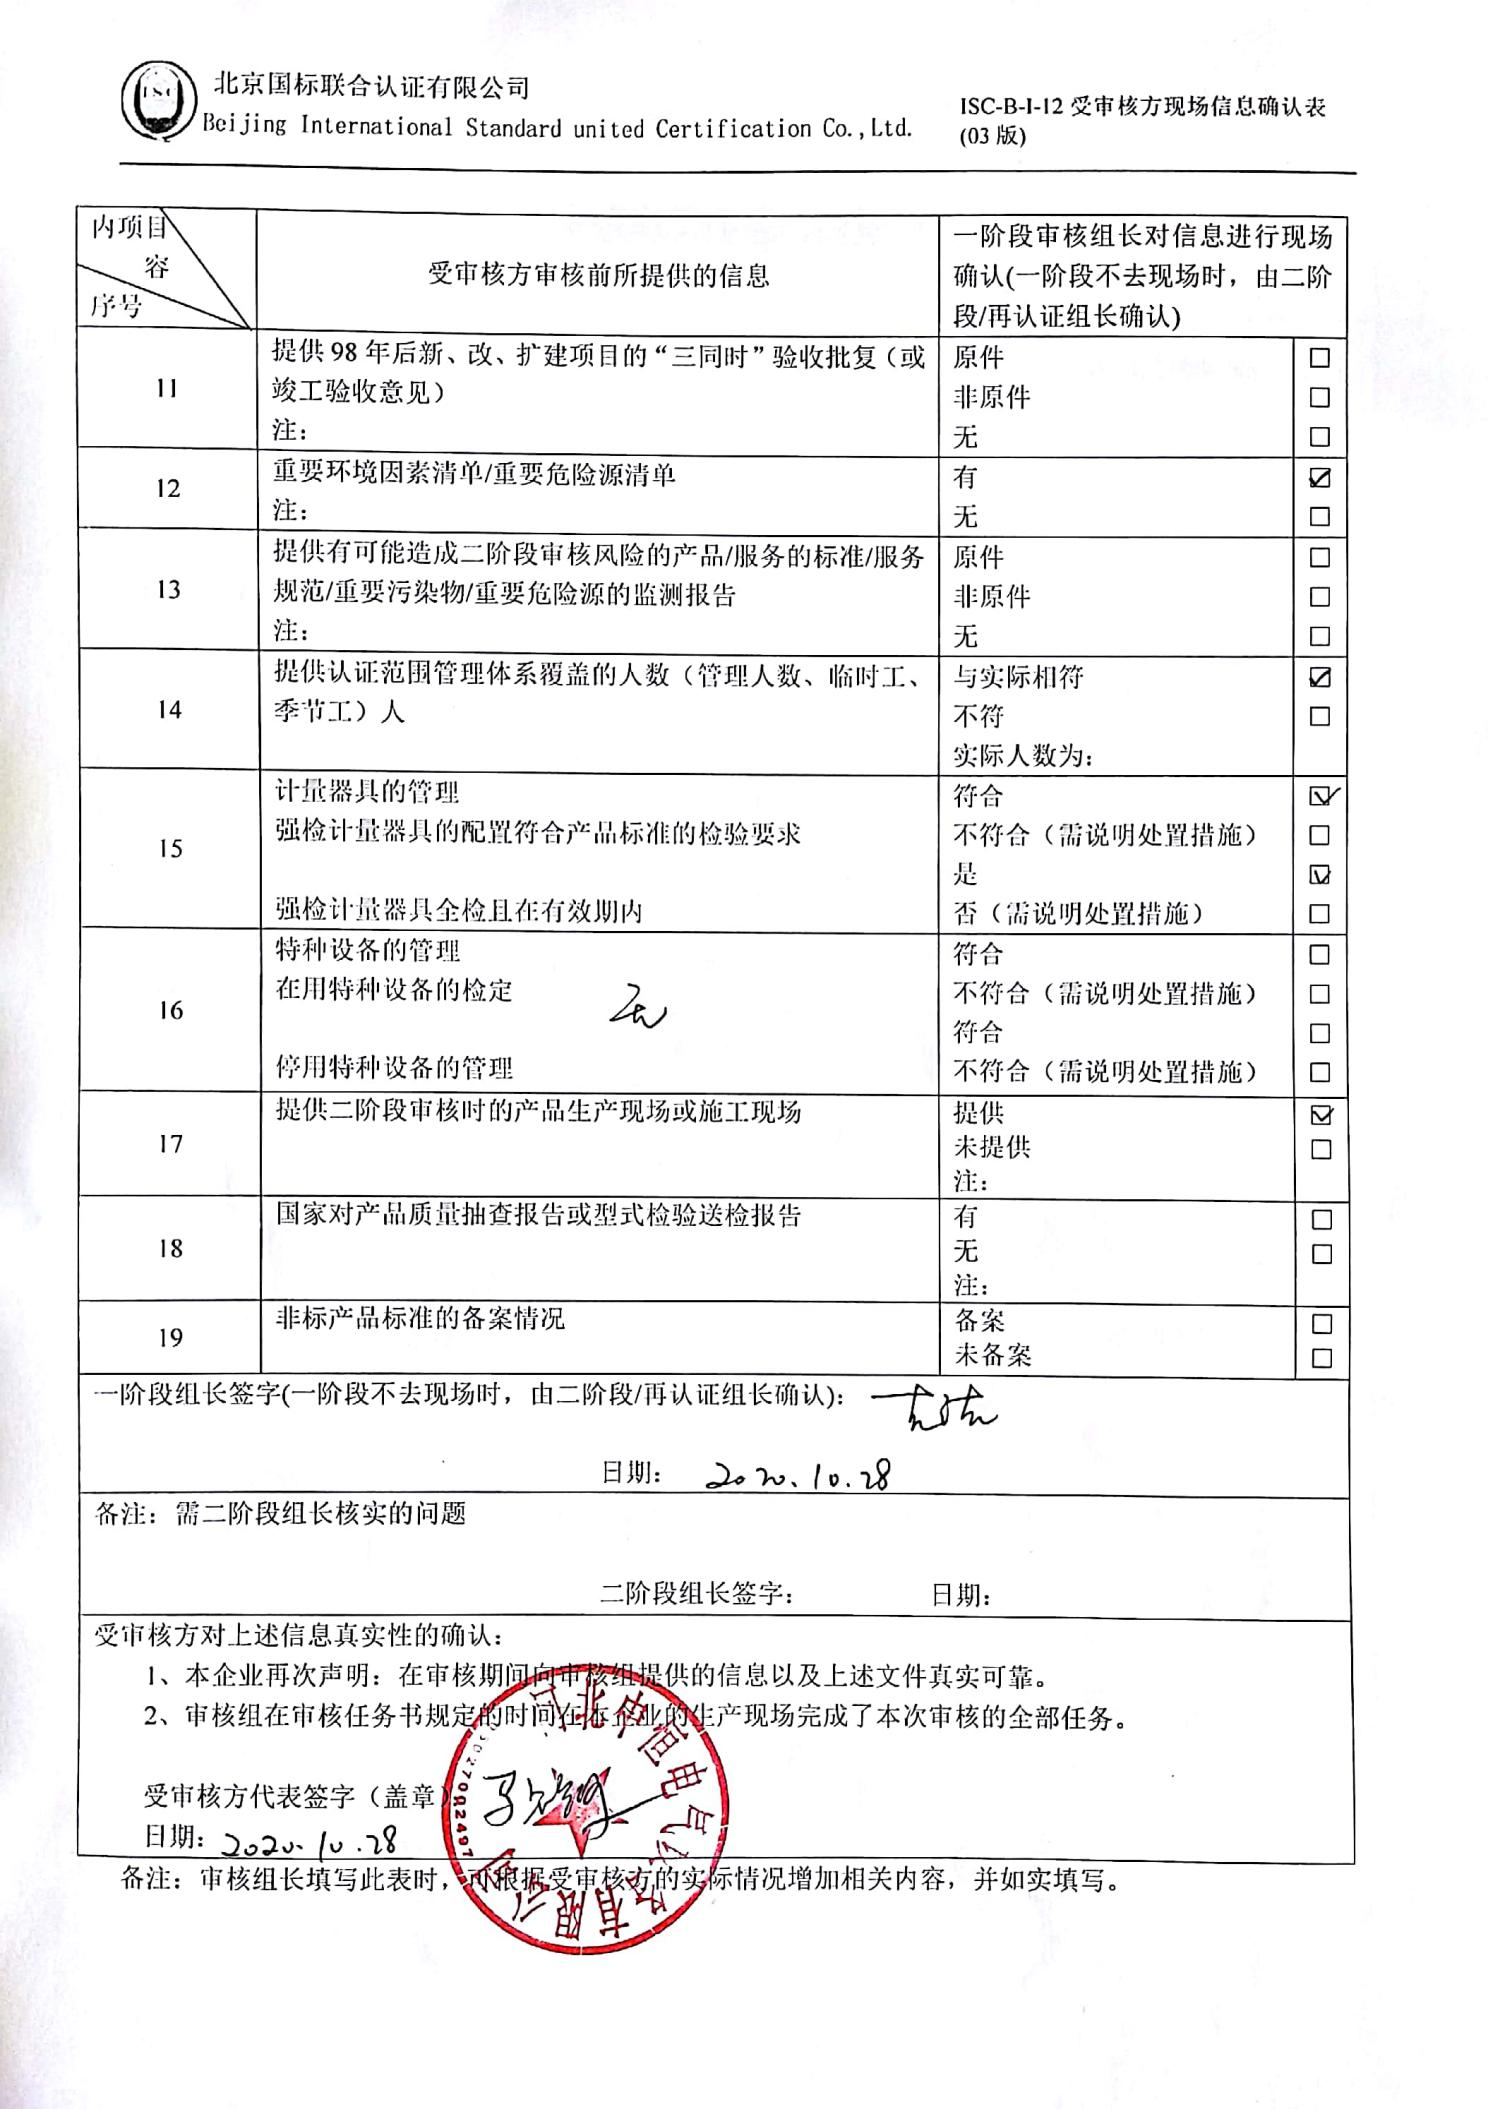 ISC
北京国标联合认证有限公司
Beijing International Standard united Certification Co.,Ltd.
ISC-B-I-12 受审核方现场信息确认表
(03 版)
内项目
容
序号
受审核方审核前所提供的信息
一阶段审核组长对信息进行现场
确认(一阶段不去现场时，由二阶
段/再认证组长确认)
11
提供 98 年后新、改、扩建项目的“三同时”验收批复（或
竣工验收意见）
注：
原件 □
非原件 □
无 □
12
重要环境因素清单/重要危险源清单
注：
有 ☑
无 □
13
提供有可能造成二阶段审核风险的产品/服务的标准/服务
规范/重要污染物/重要危险源的监测报告
注：
原件 □
非原件 □
无 □
14
提供认证范围管理体系覆盖的人数（管理人数、临时工、
季节工）人
与实际相符 ☑
不符 □
实际人数为:
15
计量器具的管理
强检计量器具的配置符合产品标准的检验要求
强检计量器具全检且在有效期内
符合 ☑
不符合（需说明处置措施） □
是 ☑
否（需说明处置措施） □
16
特种设备的管理
在用特种设备的检定
无
停用特种设备的管理
符合 □
不符合（需说明处置措施） □
符合 □
不符合（需说明处置措施） □
17
提供二阶段审核时的产品生产现场或施工现场
提供 ☑
未提供 □
注：
18
国家对产品质量抽查报告或型式检验送检报告
有 □
无 □
注：
19
非标产品标准的备案情况
备案 □
未备案 □
一阶段组长签字(一阶段不去现场时，由二阶段/再认证组长确认)：
日期： 2020.10.28
备注：需二阶段组长核实的问题
二阶段组长签字： 日期：
受审核方对上述信息真实性的确认：
1、本企业再次声明：在审核期间向审核组提供的信息以及上述文件真实可靠。
2、审核组在审核任务书规定的时间在本企业的生产现场完成了本次审核的全部任务。
受审核方代表签字（盖章）
日期: 2020.10.28
备注：审核组长填写此表时，可根据受审核方的实际情况增加相关内容，并如实填写。